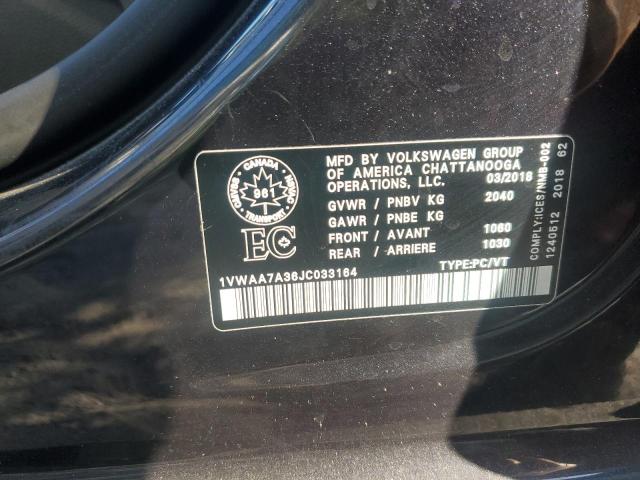 MFD BY VOLKSWAGEN GROUP
OF AMERICA CHATTANOOGA
OPERATIONS, LLC. 03/2018
GVWR / PNBV KG 2040
GAWR / PNBE KG
FRONT / AVANT 1060
REAR / ARRIERE 1030
TYPE:PC/VT
CANADA
961
TRANSPORT
EC
1VWAA7A36JC033164
COMPLY:ICES/NMB-002
1240512 2018 62